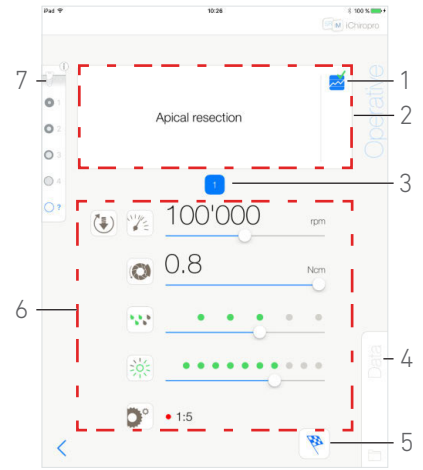 iPad 10:26 100 %
iChiropro
7
1
Operative
1
2
2
3
4
?
Apical resection
1
3
100'000 rpm
0.8 Ncm
6
Data
4
1:5
5